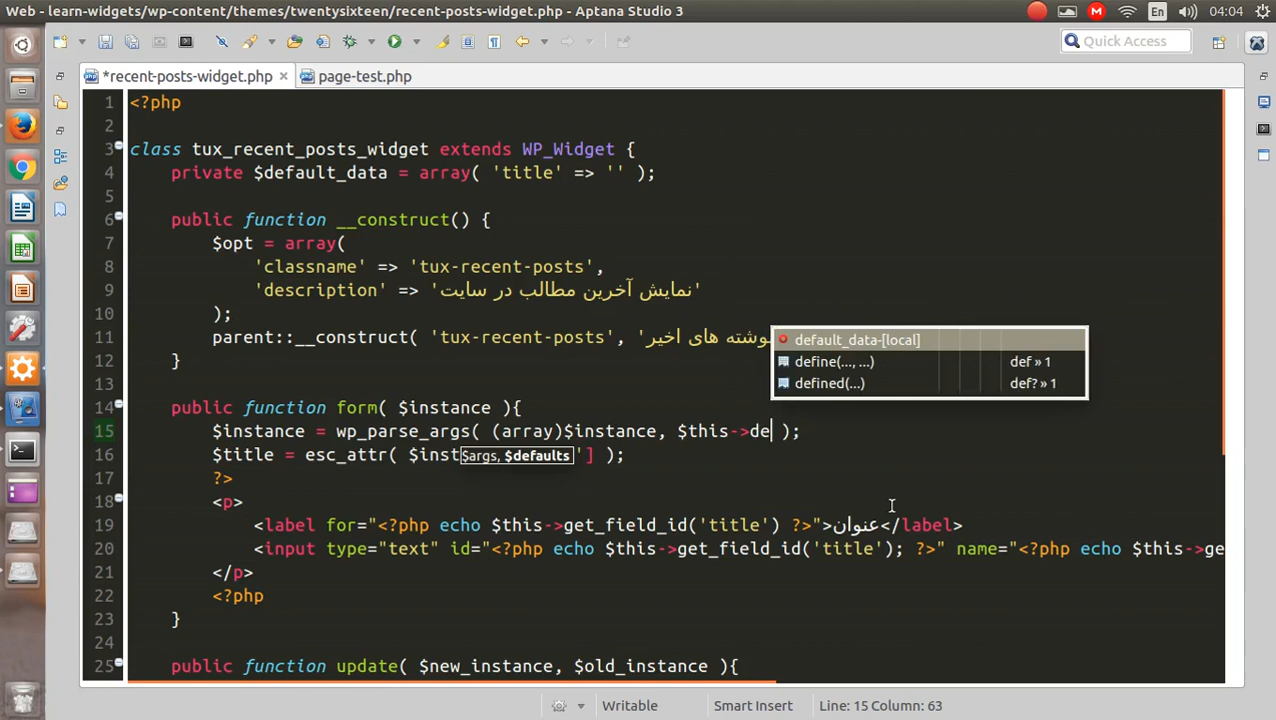 Web - learn-widgets/wp-content/themes/twentysixteen/recent-posts-widget.php - Aptana Studio 3
En
04:04
Quick Access
*recent-posts-widget.php
page-test.php
1 <?php
2
3 class tux_recent_posts_widget extends WP_Widget {
4 private $default_data = array( 'title' => '' );
5
6 public function __construct() {
7 $opt = array(
8 'classname' => 'tux-recent-posts',
9 'description' => 'نمایش آخرین مطالب در سایت'
10 );
11 parent::__construct( 'tux-recent-posts', 'نوشته های اخیر
12 }
13
14 public function form( $instance ){
15 $instance = wp_parse_args( (array)$instance, $this->de );
16 $title = esc_attr( $inst '] );
17 ?>
18 <p>
19 <label for="<?php echo $this->get_field_id('title') ?>">عنوان</label>
20 <input type="text" id="<?php echo $this->get_field_id('title'); ?>" name="<?php echo $this->ge
21 </p>
22 <?php
23 }
24
25 public function update( $new_instance, $old_instance ){
default_data-[local]
define(..., ...) def » 1
defined(...) def? » 1
$args, $defaults
Writable
Smart Insert
Line: 15 Column: 63